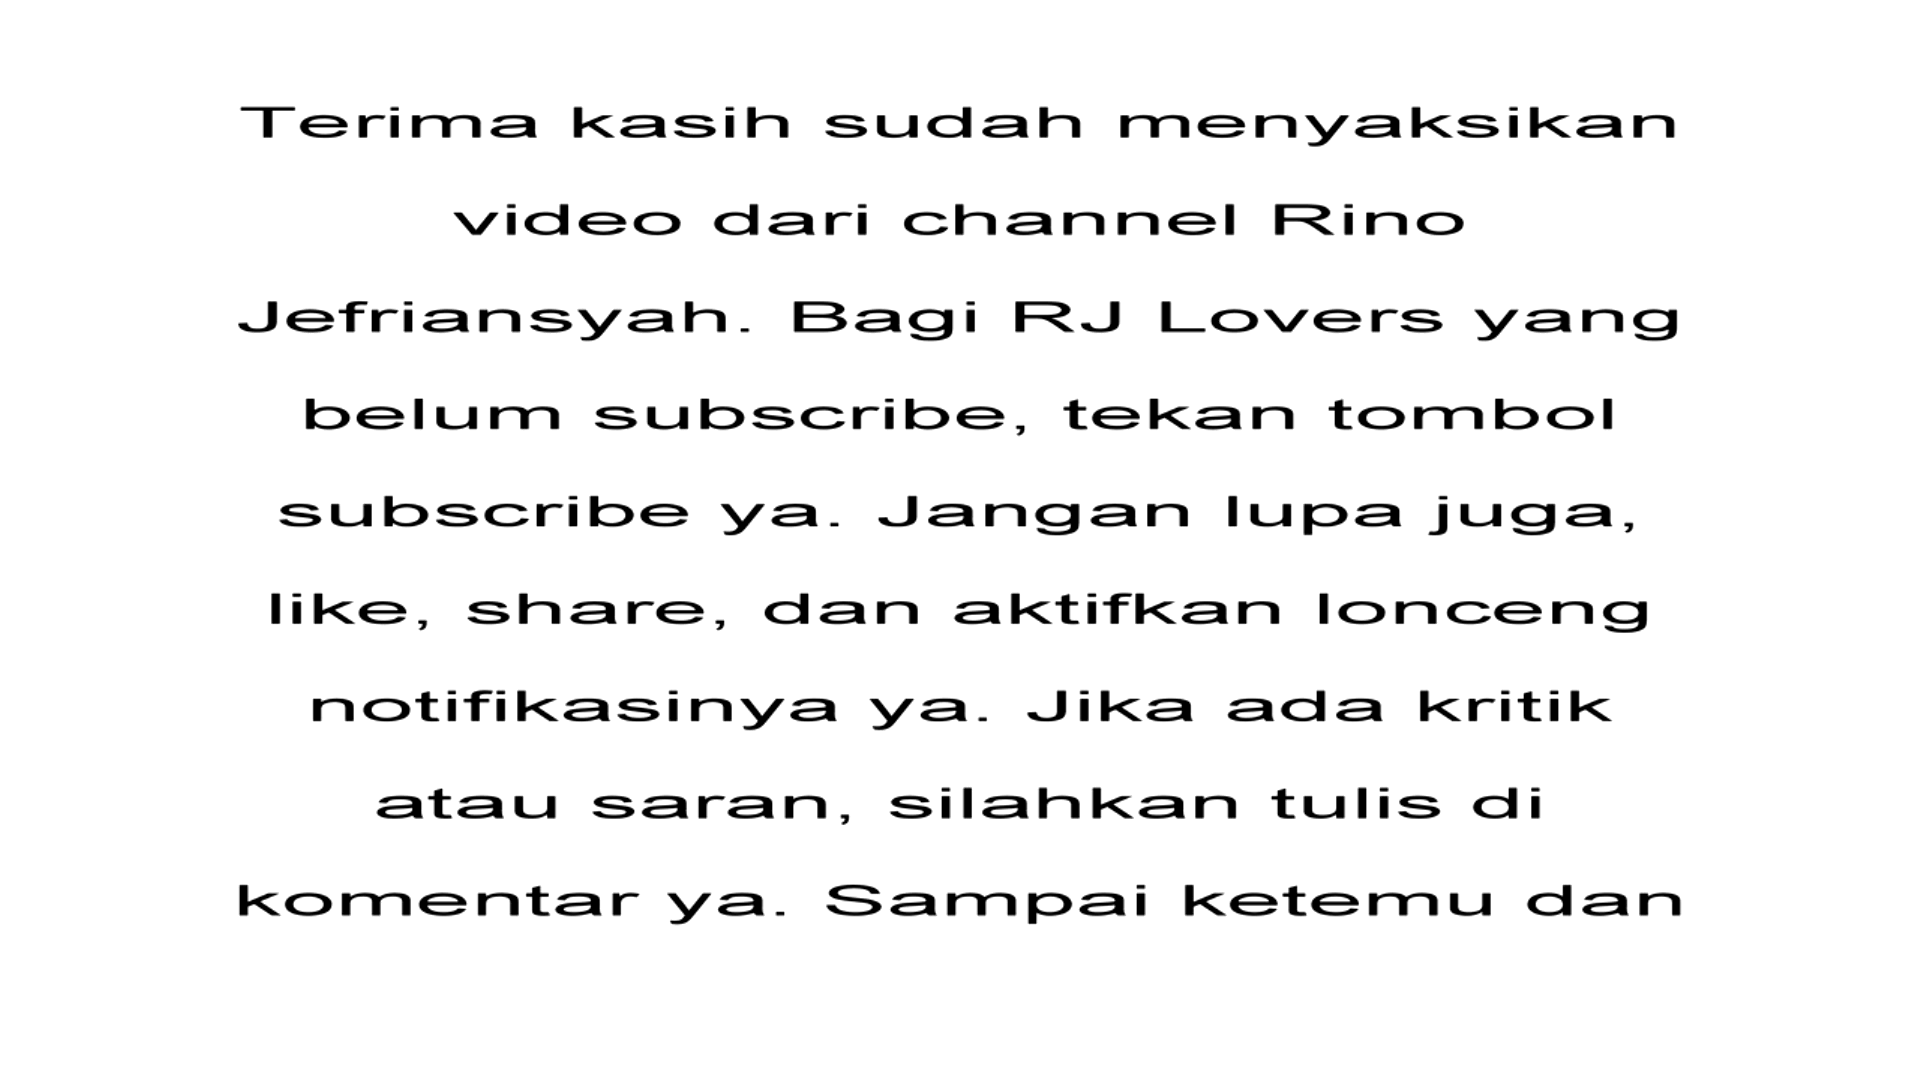 Terima kasih sudah menyaksikan
video dari channel Rino
Jefriansyah. Bagi RJ Lovers yang
belum subscribe, tekan tombol
subscribe ya. Jangan lupa juga,
like, share, dan aktifkan lonceng
notifikasinya ya. Jika ada kritik
atau saran, silahkan tulis di
komentar ya. Sampai ketemu dan